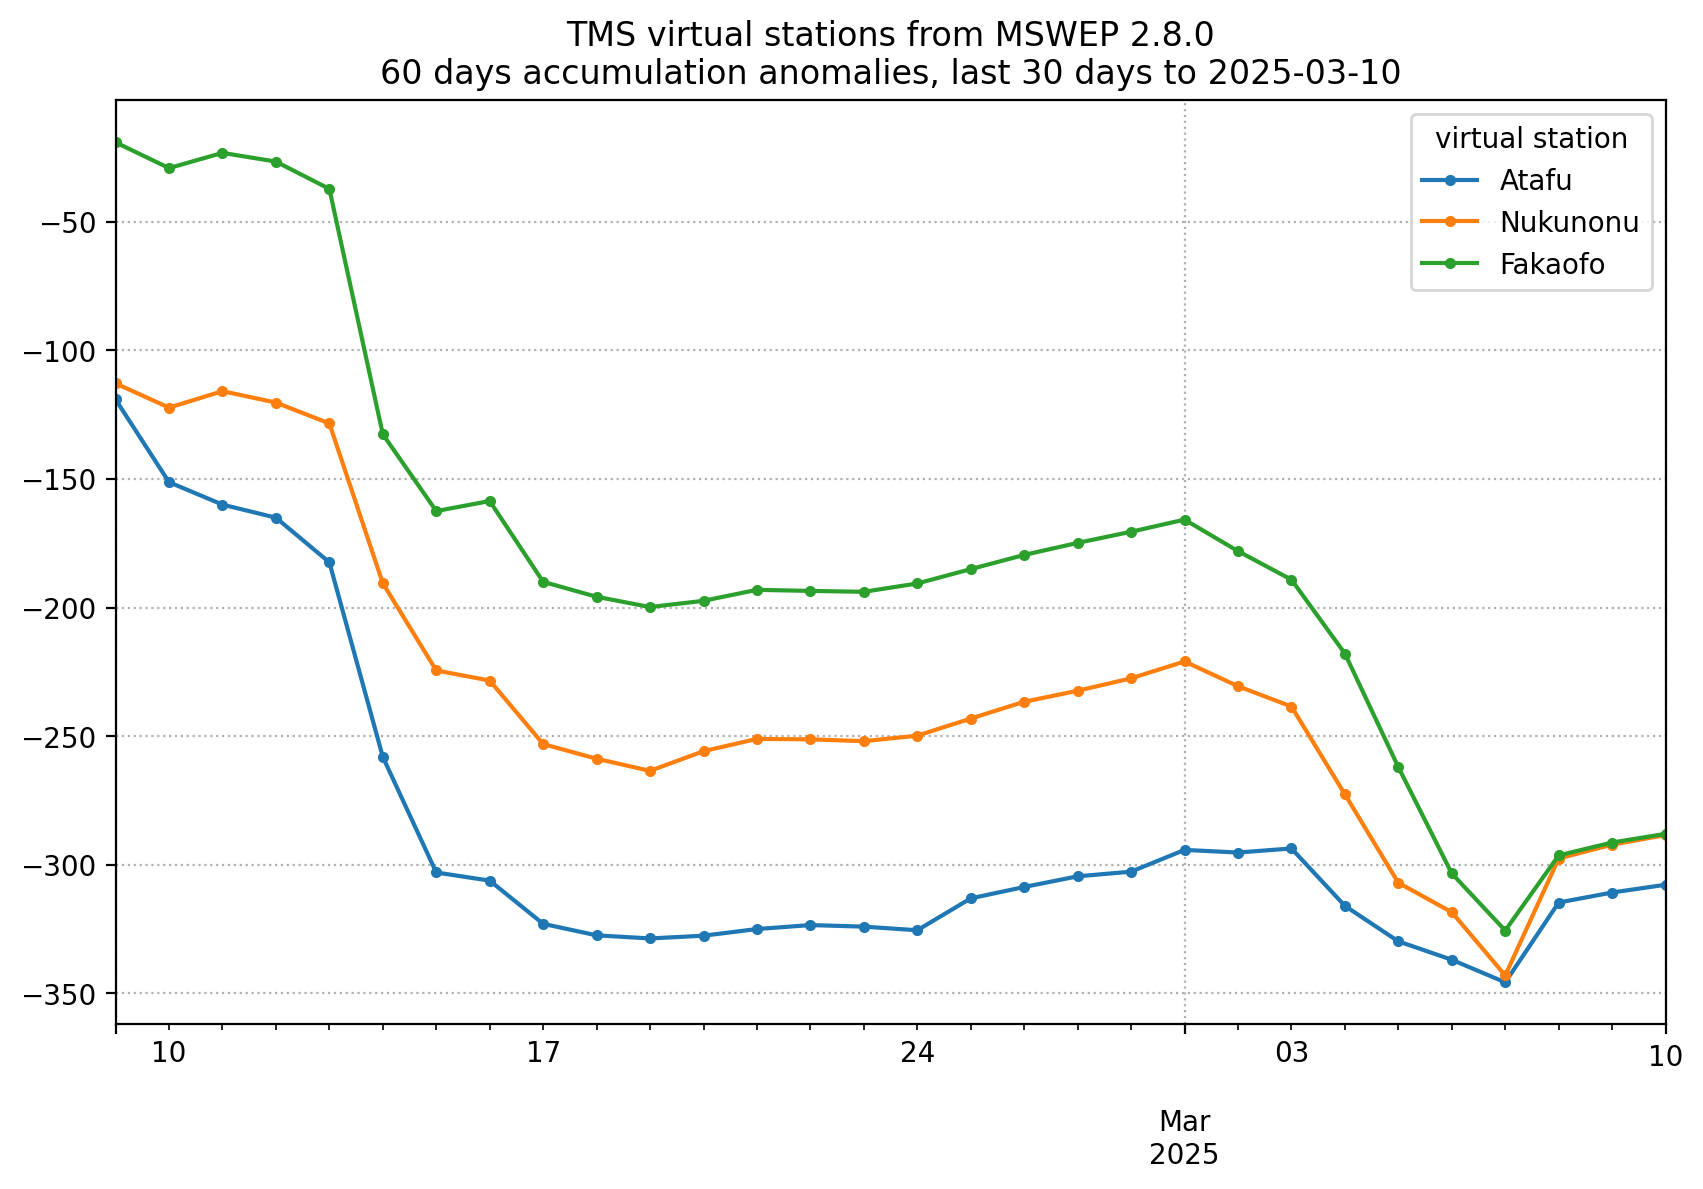 TMS virtual stations from MSWEP 2.8.0
60 days accumulation anomalies, last 30 days to 2025-03-10
virtual station
Atafu
Nukunonu
Fakaofo
−50
−100
−150
−200
−250
−300
−350
10
17
24
03
10
Mar
2025